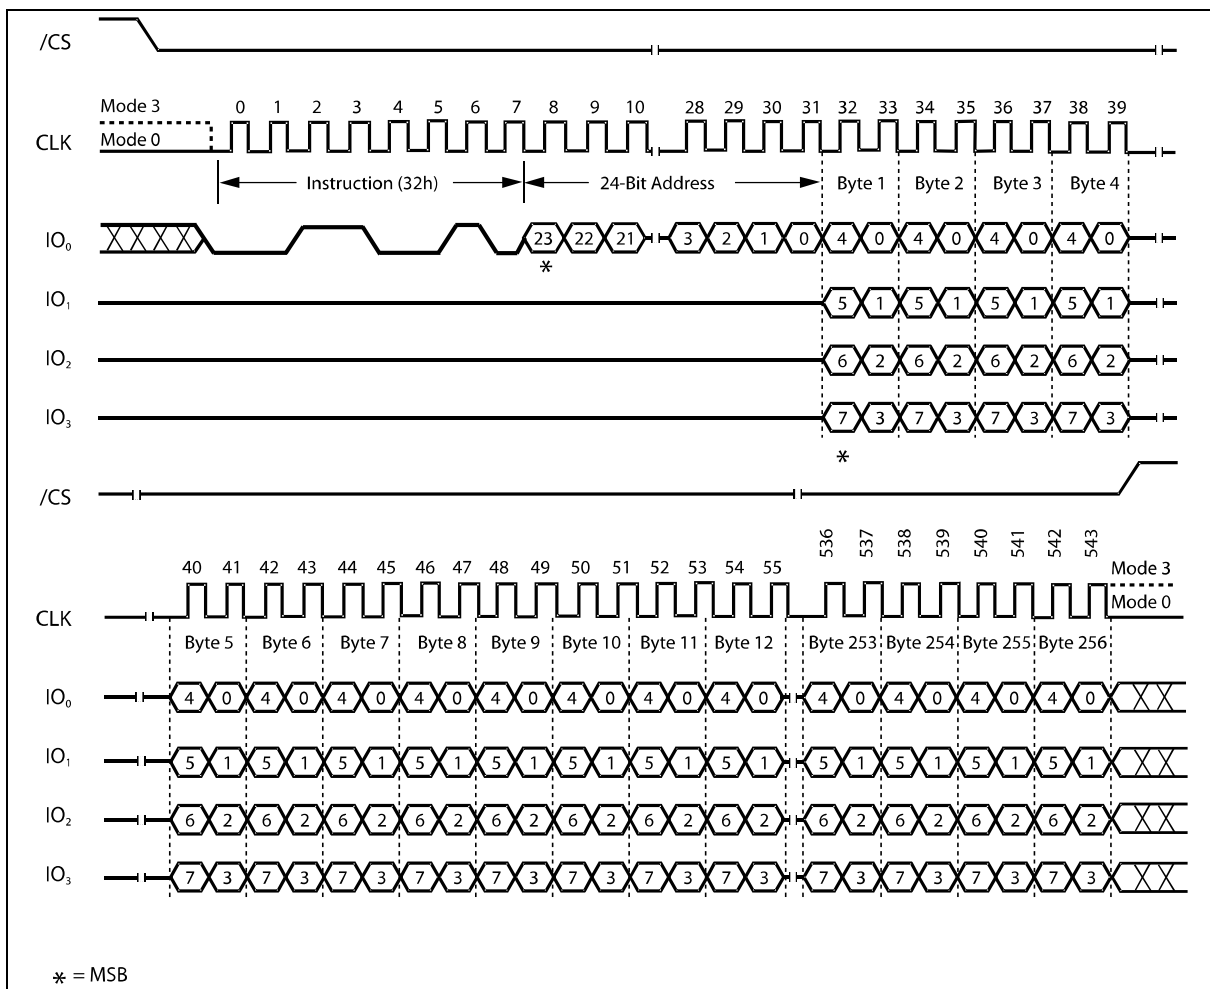 /CS
Mode 3
0 1 2 3 4 5 6 7 8 9 10 28 29 30 31 32 33 34 35 36 37 38 39
CLK
Mode 0
Instruction (32h) 24-Bit Address Byte 1 Byte 2 Byte 3 Byte 4
IO₀ 23 22 21 3 2 1 0 4 0 4 0 4 0 4 0
*
IO₁ 5 1 5 1 5 1 5 1
IO₂ 6 2 6 2 6 2 6 2
IO₃ 7 3 7 3 7 3 7 3
*
/CS
536 537 538 539 540 541 542 543
40 41 42 43 44 45 46 47 48 49 50 51 52 53 54 55
Mode 3
CLK
Mode 0
Byte 5 Byte 6 Byte 7 Byte 8 Byte 9 Byte 10 Byte 11 Byte 12 Byte 253 Byte 254 Byte 255 Byte 256
IO₀ 4 0 4 0 4 0 4 0 4 0 4 0 4 0 4 0 4 0 4 0 4 0 4 0
IO₁ 5 1 5 1 5 1 5 1 5 1 5 1 5 1 5 1 5 1 5 1 5 1 5 1
IO₂ 6 2 6 2 6 2 6 2 6 2 6 2 6 2 6 2 6 2 6 2 6 2 6 2
IO₃ 7 3 7 3 7 3 7 3 7 3 7 3 7 3 7 3 7 3 7 3 7 3 7 3
* = MSB